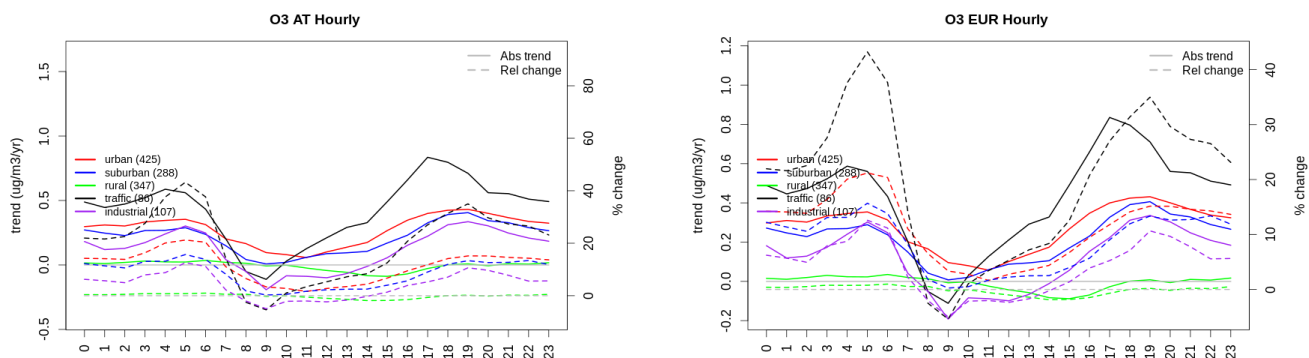 O3 AT Hourly
trend (ug/m3/yr)
-0.5 0.0 0.5 1.0 1.5
0 20 40 60 80
% change
Abs trend
Rel change
urban (425)
suburban (288)
rural (347)
traffic (86)
industrial (107)
0 1 2 3 4 5 6 7 8 9 10 11 12 13 14 15 16 17 18 19 20 21 22 23
O3 EUR Hourly
trend (ug/m3/yr)
-0.2 0.0 0.2 0.4 0.6 0.8 1.0 1.2
0 10 20 30 40
% change
Abs trend
Rel change
urban (425)
suburban (288)
rural (347)
traffic (86)
industrial (107)
0 1 2 3 4 5 6 7 8 9 10 11 12 13 14 15 16 17 18 19 20 21 22 23